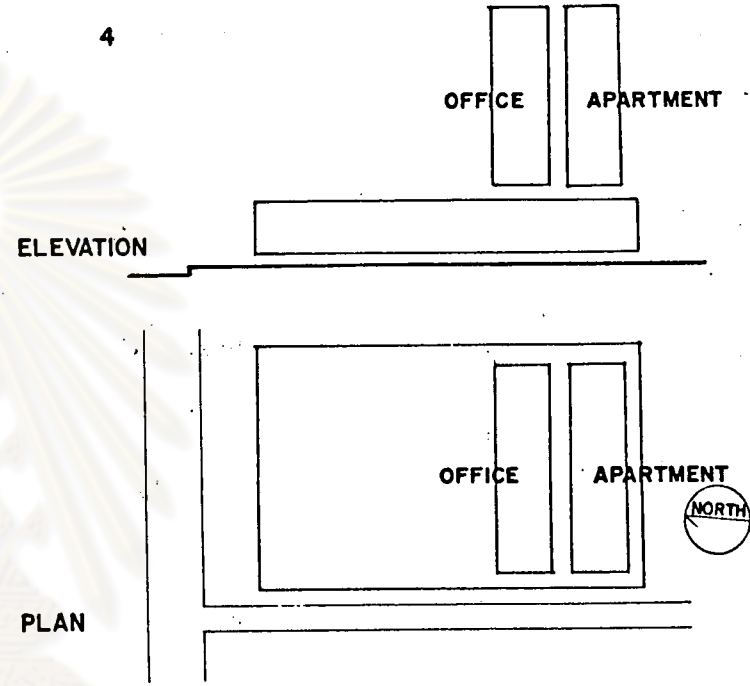 4
OFFICE
APARTMENT
ELEVATION
OFFICE
APARTMENT
NORTH
PLAN